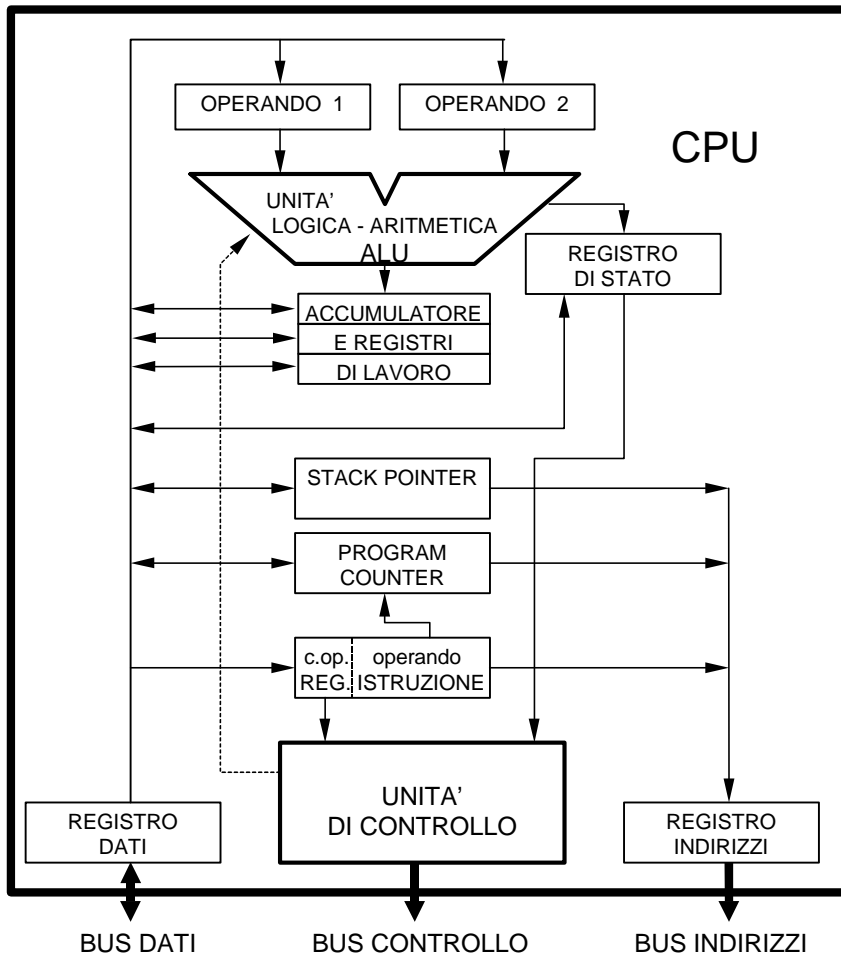 OPERANDO 1
OPERANDO 2
CPU
UNITA'
LOGICA - ARITMETICA
ALU
REGISTRO
DI STATO
ACCUMULATORE
E REGISTRI
DI LAVORO
STACK POINTER
PROGRAM
COUNTER
c.op. operando
REG. ISTRUZIONE
UNITA'
DI CONTROLLO
REGISTRO
DATI
REGISTRO
INDIRIZZI
BUS DATI
BUS CONTROLLO
BUS INDIRIZZI